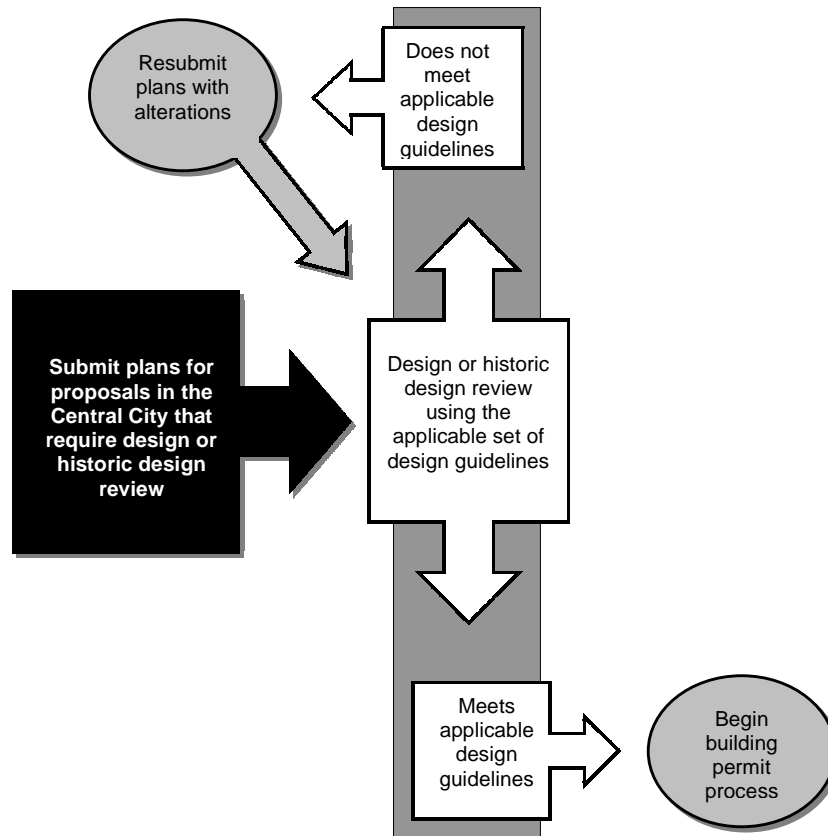 Resubmit
plans with
alterations
Does not
meet
applicable
design
guidelines
Submit plans for
proposals in the
Central City that
require design or
historic design
review
Design or historic
design review
using the
applicable set of
design guidelines
Meets
applicable
design
guidelines
Begin
building
permit
process